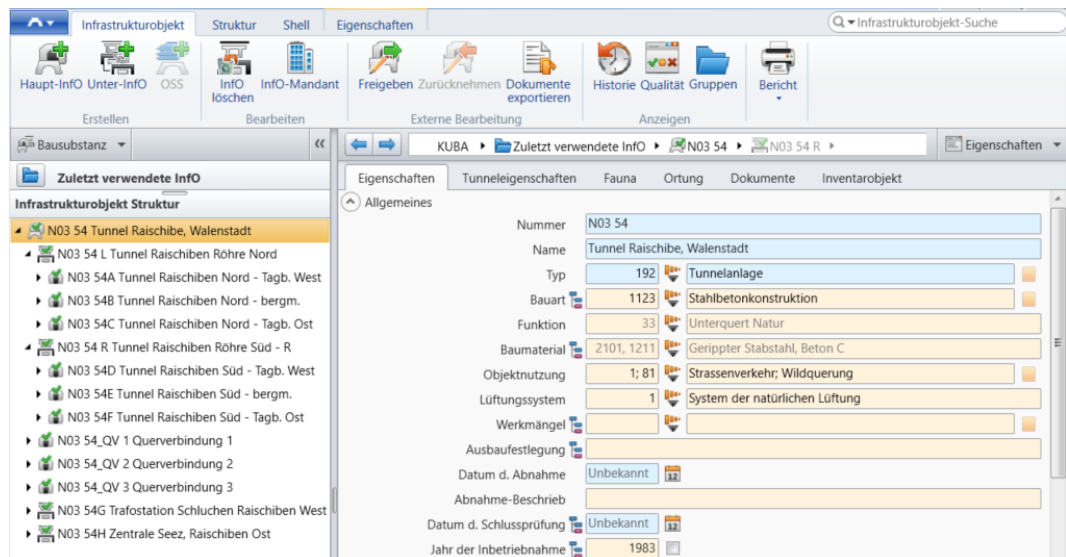 Infrastrukturobjekt Struktur Shell Eigenschaften
Infrastrukturobjekt-Suche
Haupt-InfO Unter-InfO OSS
InfO löschen
InfO-Mandant
Freigeben Zurücknehmen Dokumente exportieren
Historie Qualität Gruppen
Bericht
Erstellen Bearbeiten Externe Bearbeitung Anzeigen
Bausubstanz
KUBA Zuletzt verwendete InfO N03 54 N03 54 R
Eigenschaften
Zuletzt verwendete InfO
Infrastrukturobjekt Struktur
N03 54 Tunnel Raischibe, Walenstadt
N03 54 L Tunnel Raischiben Röhre Nord
N03 54A Tunnel Raischiben Nord - Tagb. West
N03 54B Tunnel Raischiben Nord - bergm.
N03 54C Tunnel Raischiben Nord - Tagb. Ost
N03 54 R Tunnel Raischiben Röhre Süd - R
N03 54D Tunnel Raischiben Süd - Tagb. West
N03 54E Tunnel Raischiben Süd - bergm.
N03 54F Tunnel Raischiben Süd - Tagb. Ost
N03 54_QV 1 Querverbindung 1
N03 54_QV 2 Querverbindung 2
N03 54_QV 3 Querverbindung 3
N03 54G Trafostation Schluchen Raischiben West
N03 54H Zentrale Seez, Raischiben Ost
Eigenschaften Tunneleigenschaften Fauna Ortung Dokumente Inventarobjekt
Allgemeines
Nummer N03 54
Name Tunnel Raischibe, Walenstadt
Typ 192 Tunnelanlage
Bauart 1123 Stahlbetonkonstruktion
Funktion 33 Unterquert Natur
Baumaterial 2101, 1211 Gerippter Stabstahl, Beton C
Objektnutzung 1; 81 Strassenverkehr; Wildquerung
Lüftungssystem 1 System der natürlichen Lüftung
Werkmängel
Ausbaufestlegung
Datum d. Abnahme Unbekannt 12
Abnahme-Beschrieb
Datum d. Schlussprüfung Unbekannt 12
Jahr der Inbetriebnahme 1983